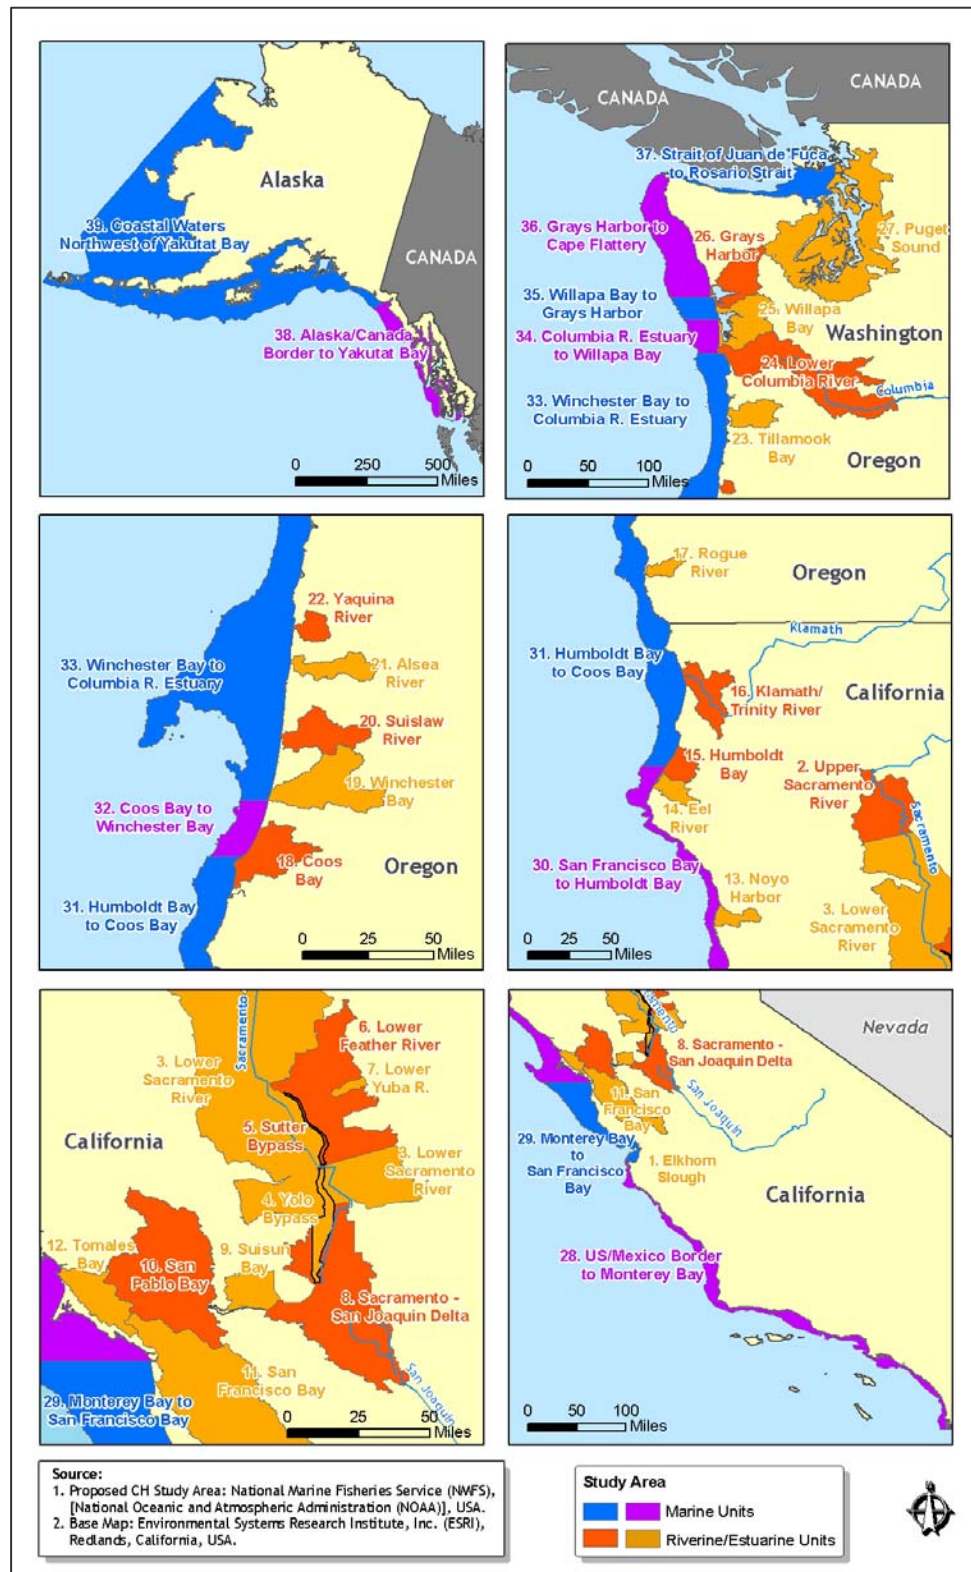 CANADA
CANADA
Alaska
39. Coastal Waters
Northwest of Yakutat Bay
CANADA
38. Alaska/Canada
Border to Yakutat Bay
0 250 500
Miles
37. Strait of Juan de Fuca
to Rosario Strait
36. Grays Harbor to
Cape Flattery
26. Grays
Harbor
27. Puget
Sound
35. Willapa Bay to
Grays Harbor
25. Willapa
Bay
Washington
34. Columbia R. Estuary
to Willapa Bay
24. Lower
Columbia River
Columbia
33. Winchester Bay to
Columbia R. Estuary
23. Tillamook
Bay
Oregon
0 50 100
Miles
22. Yaquina
River
33. Winchester Bay to
Columbia R. Estuary
21. Alsea
River
20. Suislaw
River
19. Winchester
Bay
32. Coos Bay to
Winchester Bay
18. Coos
Bay
Oregon
31. Humboldt Bay
to Coos Bay
0 25 50
Miles
17. Rogue
River
Oregon
Klamath
31. Humboldt Bay
to Coos Bay
16. Klamath/
Trinity River
California
15. Humboldt
Bay
2. Upper
Sacramento
River
14. Eel
River
Sacramento
30. San Francisco Bay
to Humboldt Bay
13. Noyo
Harbor
3. Lower
Sacramento
River
0 25 50
Miles
Sacramento
6. Lower
Feather River
3. Lower
Sacramento
River
7. Lower
Yuba R.
California
5. Sutter
Bypass
3. Lower
Sacramento
River
4. Yolo
Bypass
12. Tomales
Bay
9. Suisun
Bay
10. San
Pablo Bay
8. Sacramento -
San Joaquin Delta
11. San
Francisco Bay
San Joaquin
29. Monterey Bay to
San Francisco Bay
0 25 50
Miles
Nevada
8. Sacramento -
San Joaquin Delta
San Joaquin
11. San
Francisco
Bay
29. Monterey Bay
to
San Francisco
Bay
1. Elkhorn
Slough
California
28. US/Mexico Border
to Monterey Bay
0 50 100
Miles
Source:
1. Proposed CH Study Area: National Marine Fisheries Service (NMFS),
[National Oceanic and Atmospheric Administration (NOAA)], USA.
2. Base Map: Environmental Systems Research Institute, Inc. (ESRI),
Redlands, California, USA.
Study Area
Marine Units
Riverine/Estuarine Units